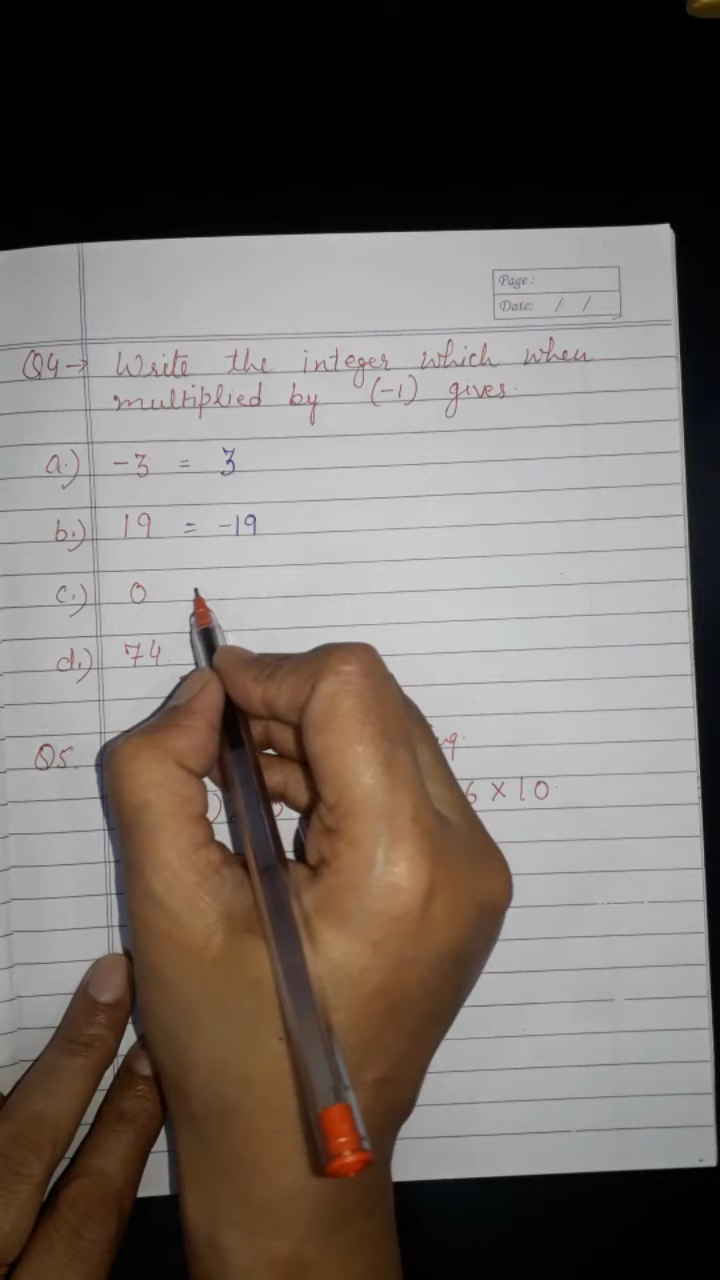 Page:
Date: / /
Q4→ Write the integer which when
multiplied by (-1) gives.
a.) -3 = 3
b.) 19 = -19
c.) 0
d.) 74.
Q5.
6 × 10.